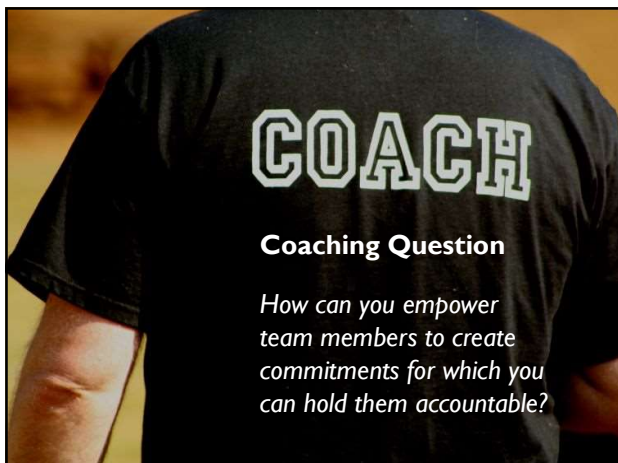 COACH
Coaching Question
How can you empower
team members to create
commitments for which you
can hold them accountable?